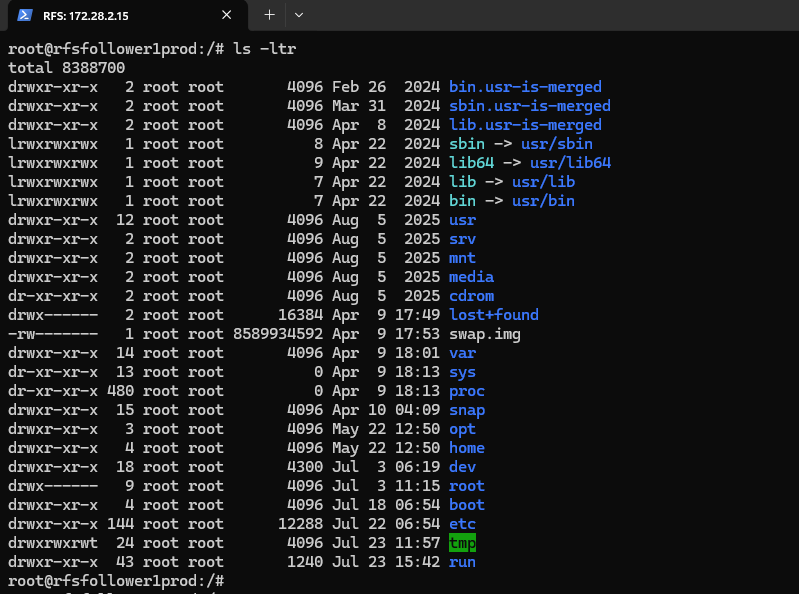 RFS: 172.28.2.15
root@rfsfollower1prod:/# ls -ltr
total 8388700
drwxr-xr-x   2 root root       4096 Feb 26  2024 bin.usr-is-merged
drwxr-xr-x   2 root root       4096 Mar 31  2024 sbin.usr-is-merged
drwxr-xr-x   2 root root       4096 Apr  8  2024 lib.usr-is-merged
lrwxrwxrwx   1 root root          8 Apr 22  2024 sbin -> usr/sbin
lrwxrwxrwx   1 root root          9 Apr 22  2024 lib64 -> usr/lib64
lrwxrwxrwx   1 root root          7 Apr 22  2024 lib -> usr/lib
lrwxrwxrwx   1 root root          7 Apr 22  2024 bin -> usr/bin
drwxr-xr-x  12 root root       4096 Aug  5  2025 usr
drwxr-xr-x   2 root root       4096 Aug  5  2025 srv
drwxr-xr-x   2 root root       4096 Aug  5  2025 mnt
drwxr-xr-x   2 root root       4096 Aug  5  2025 media
dr-xr-xr-x   2 root root       4096 Aug  5  2025 cdrom
drwx------   2 root root      16384 Apr  9 17:49 lost+found
-rw-------   1 root root 8589934592 Apr  9 17:53 swap.img
drwxr-xr-x  14 root root       4096 Apr  9 18:01 var
dr-xr-xr-x  13 root root          0 Apr  9 18:13 sys
dr-xr-xr-x 480 root root          0 Apr  9 18:13 proc
drwxr-xr-x  15 root root       4096 Apr 10 04:09 snap
drwxr-xr-x   3 root root       4096 May 22 12:50 opt
drwxr-xr-x   4 root root       4096 May 22 12:50 home
drwxr-xr-x  18 root root       4300 Jul  3 06:19 dev
drwx------   9 root root       4096 Jul  3 11:15 root
drwxr-xr-x   4 root root       4096 Jul 18 06:54 boot
drwxr-xr-x 144 root root      12288 Jul 22 06:54 etc
drwxrwxrwt  24 root root       4096 Jul 23 11:57 tmp
drwxr-xr-x  43 root root       1240 Jul 23 15:42 run
root@rfsfollower1prod:/#